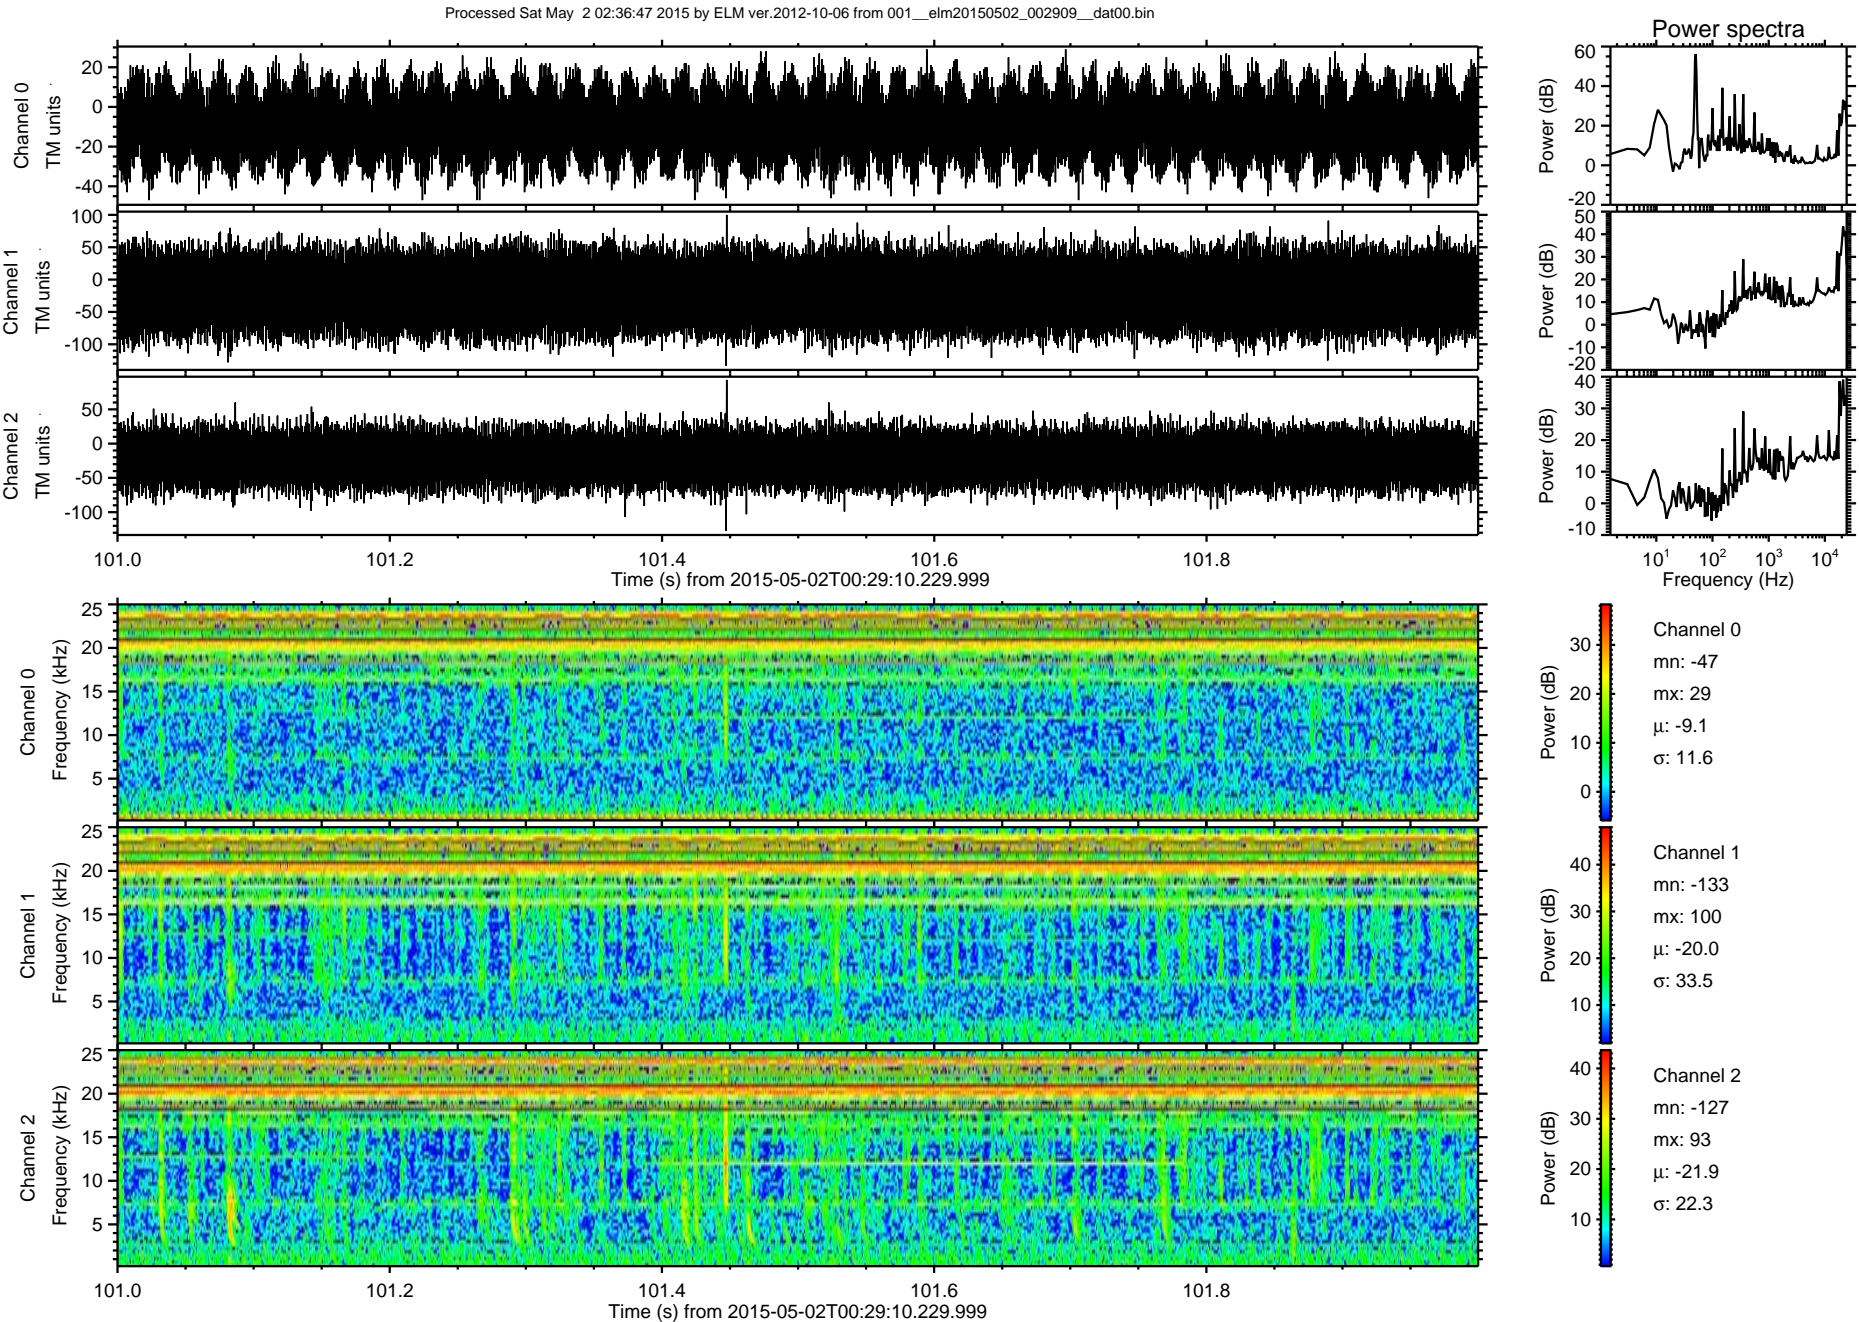 Processed Sat May  2 02:36:47 2015 by ELM ver.2012-10-06 from 001__elm20150502_002909__dat00.bin
Power spectra
Channel 0
TM units
20
0
-20
-40
Power (dB)
60
40
20
0
-20
Channel 1
TM units
100
50
0
-50
-100
Power (dB)
50
40
30
20
10
0
-10
-20
Channel 2
TM units
50
0
-50
-100
Power (dB)
40
30
20
10
0
-10
101.0 101.2 101.4 101.6 101.8
Time (s) from 2015-05-02T00:29:10.229.999
10^1 10^2 10^3 10^4
Frequency (Hz)
Channel 0
Frequency (kHz)
25
20
15
10
5
Power (dB)
30
20
10
0
Channel 0
mn: -47
mx: 29
μ: -9.1
σ: 11.6
Channel 1
Frequency (kHz)
25
20
15
10
5
Power (dB)
40
30
20
10
Channel 1
mn: -133
mx: 100
μ: -20.0
σ: 33.5
Channel 2
Frequency (kHz)
25
20
15
10
5
Power (dB)
40
30
20
10
Channel 2
mn: -127
mx: 93
μ: -21.9
σ: 22.3
101.0 101.2 101.4 101.6 101.8
Time (s) from 2015-05-02T00:29:10.229.999